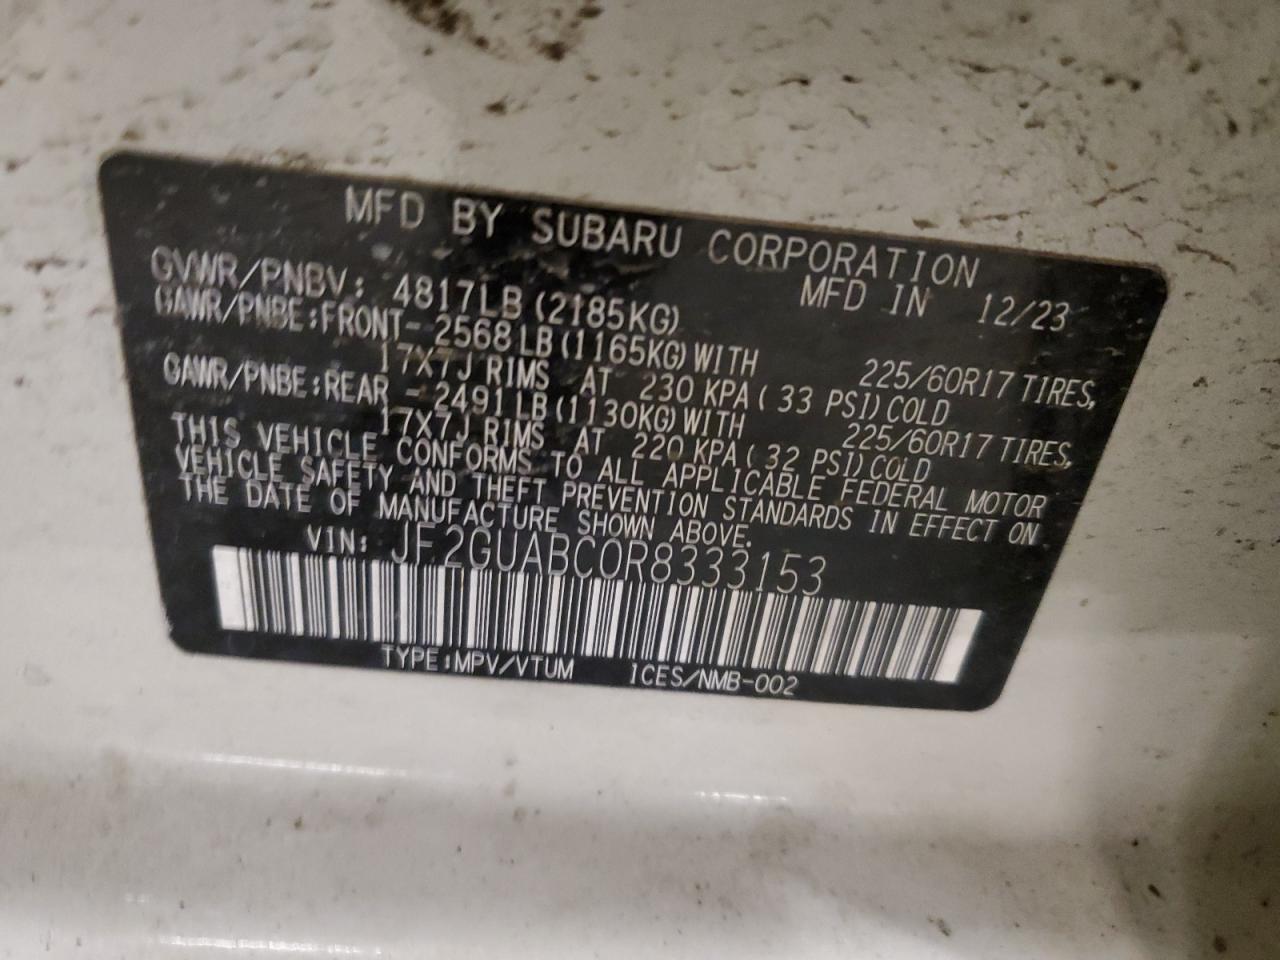 MFD BY SUBARU CORPORATION
GVWR/PNBV: 4817LB (2185KG) MFD IN 12/23
GAWR/PNBE:FRONT- 2568LB(1165KG)WITH 225/60R17 TIRES,
17X7J RIMS AT 230 KPA( 33 PSI)COLD
GAWR/PNBE:REAR - 2491LB(1130KG)WITH 225/60R17 TIRES,
17X7J RIMS AT 220 KPA( 32 PSI)COLD
THIS VEHICLE CONFORMS TO ALL APPLICABLE FEDERAL MOTOR
VEHICLE SAFETY AND THEFT PREVENTION STANDARDS IN EFFECT ON
THE DATE OF MANUFACTURE SHOWN ABOVE.
VIN: JF2GUABC0R8333153
TYPE:MPV/VTUM ICES/NMB-002